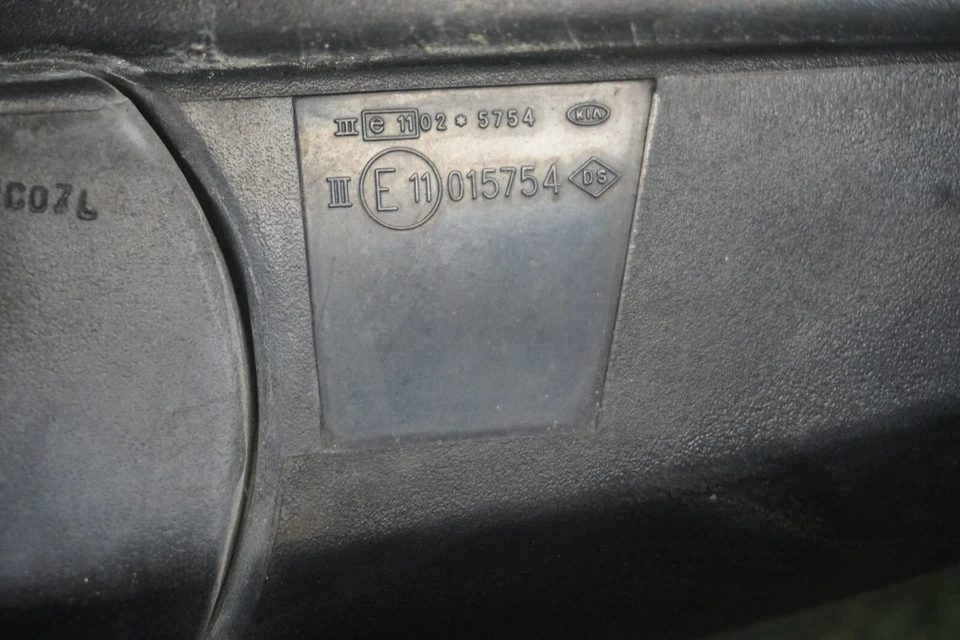 III e 11 02 * 5754 KIA
III E 11 015754 DS